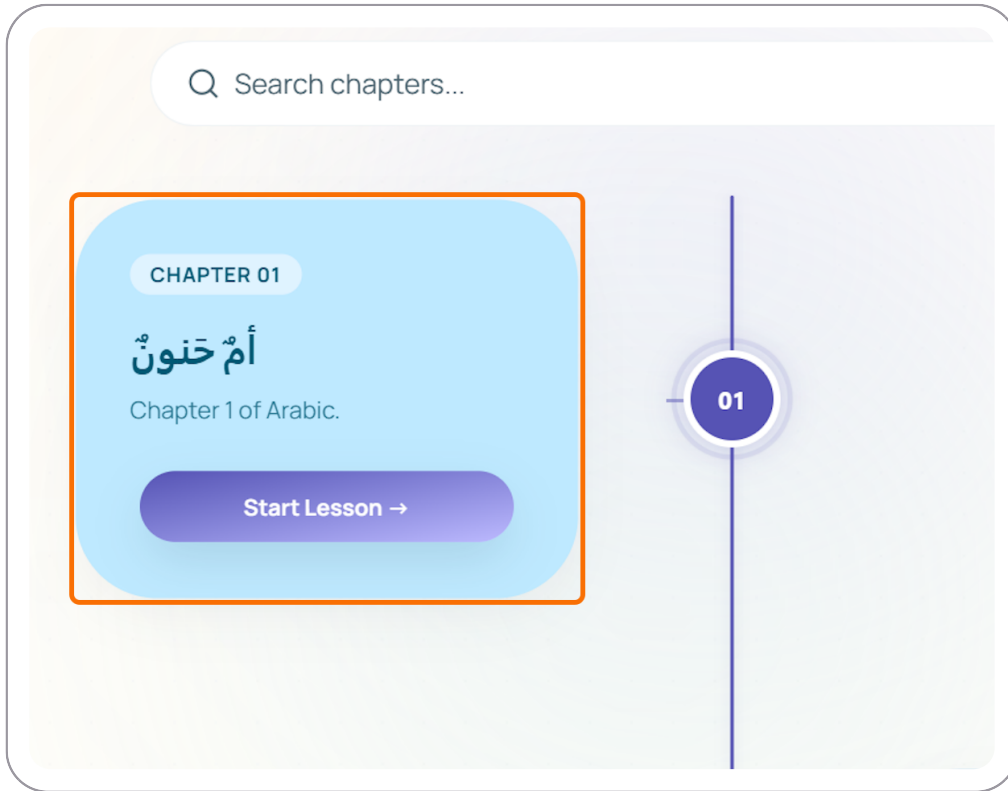 Search chapters...
CHAPTER 01
أمٌ حَنونٌ
Chapter 1 of Arabic.
Start Lesson →
01